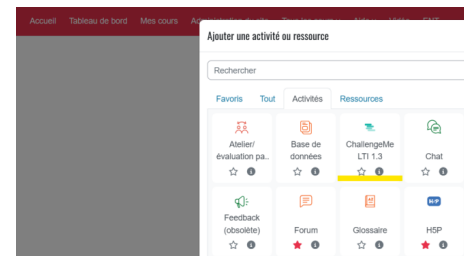 Accueil Tableau de bord Mes cours
Ajouter une activité ou ressource
Rechercher
Favoris Tout Activités Ressources
Atelier/ évaluation pa..
Base de données
ChallengeMe LTI 1.3
Chat
Feedback (obsolète)
Forum
Glossaire
H5P
H5P